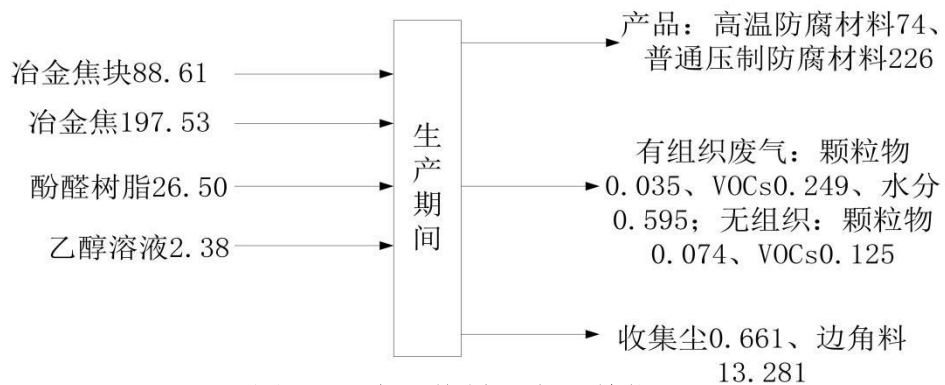 冶金焦块88.61
冶金焦197.53
酚醛树脂26.50
乙醇溶液2.38
生
产
期
间
产品：高温防腐材料74、
普通压制防腐材料226
有组织废气：颗粒物
0.035、VOCs0.249、水分
0.595；无组织：颗粒物
0.074、VOCs0.125
收集尘0.661、边角料
13.281